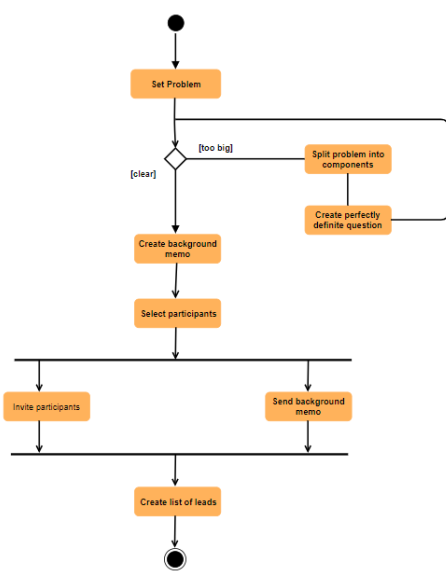 Set Problem
[too big]
Split problem into
components
[clear]
Create perfectly
definite question
Create background
memo
Select participants
Invite participants
Send background
memo
Create list of leads